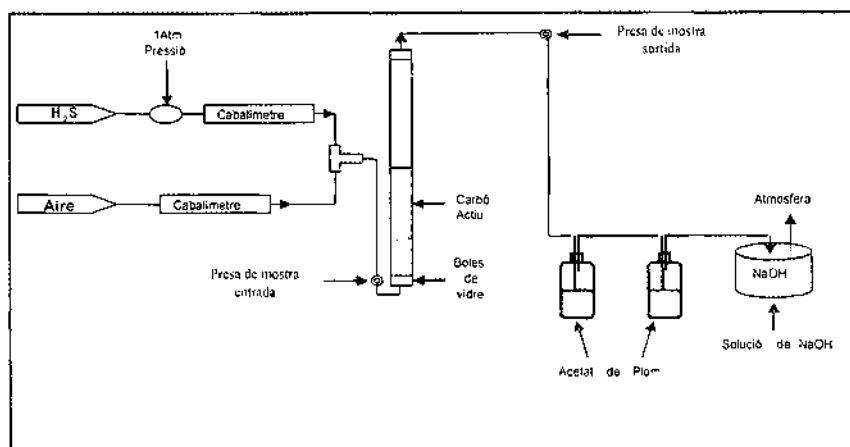 1Atm
Pressió
Presa de mostra
sortida
H₂S
Cabalímetre
Aire
Cabalímetre
Carbó
Actiu
Atmosfera
Presa de mostra
entrada
Boles
de
vidre
NaOH
Solució de NaOH
Acetat de Plom